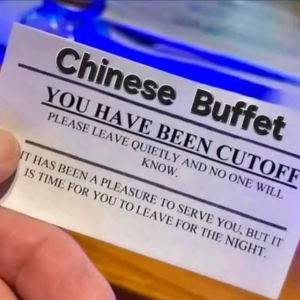 Chinese Buffet
YOU HAVE BEEN CUTOFF
PLEASE LEAVE QUIETLY AND NO ONE WILL
KNOW.
IT HAS BEEN A PLEASURE TO SERVE YOU, BUT IT
IS TIME FOR YOU TO LEAVE FOR THE NIGHT.